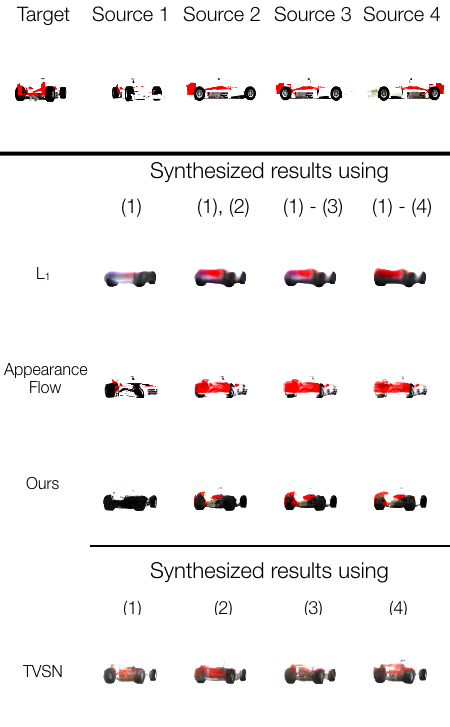 Target Source 1 Source 2 Source 3 Source 4
Synthesized results using
(1) (1), (2) (1) - (3) (1) - (4)
L₁
Appearance
Flow
Ours
Synthesized results using
(1) (2) (3) (4)
TVSN